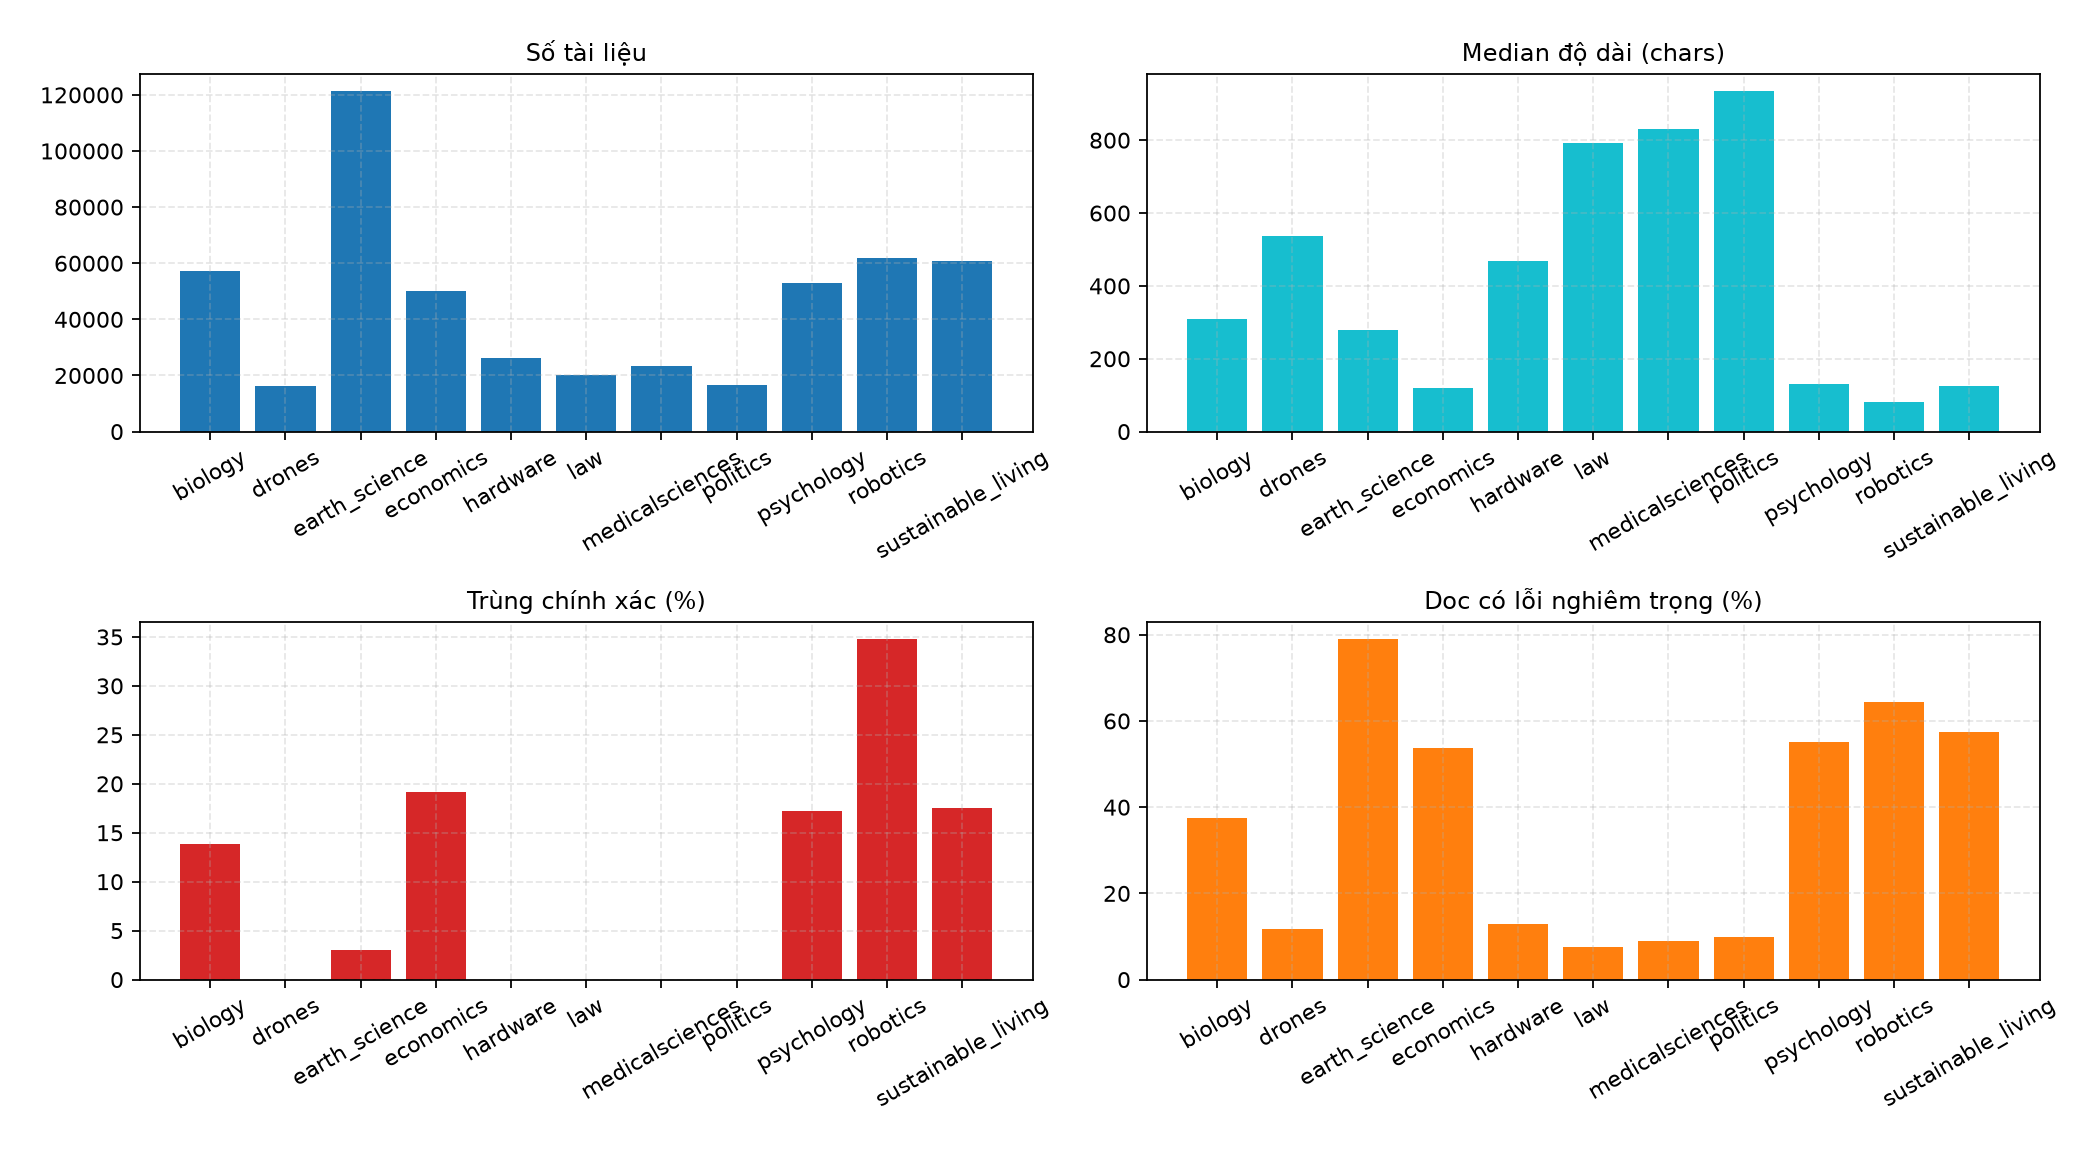 Số tài liệu
120000
100000
80000
60000
40000
20000
0
biology
drones
earth_science
economics
hardware
law
medicalsciences
politics
psychology
robotics
sustainable_living
Median độ dài (chars)
800
600
400
200
0
biology
drones
earth_science
economics
hardware
law
medicalsciences
politics
psychology
robotics
sustainable_living
Trùng chính xác (%)
35
30
25
20
15
10
5
0
biology
drones
earth_science
economics
hardware
law
medicalsciences
politics
psychology
robotics
sustainable_living
Doc có lỗi nghiêm trọng (%)
80
60
40
20
0
biology
drones
earth_science
economics
hardware
law
medicalsciences
politics
psychology
robotics
sustainable_living